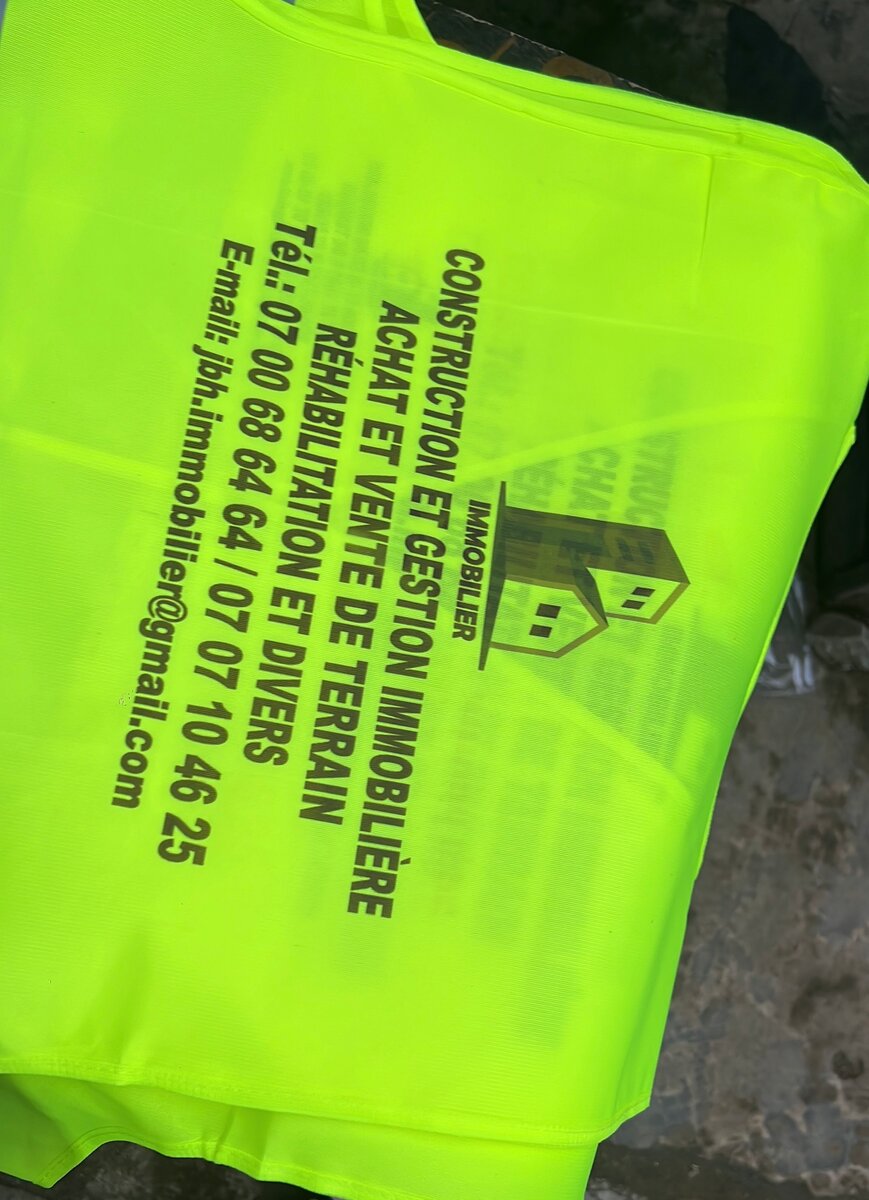 IMMOBILIER
CONSTRUCTION ET GESTION IMMOBILIÈRE
ACHAT ET VENTE DE TERRAIN
RÉHABILITATION ET DIVERS
Tél.: 07 00 68 64 64 / 07 07 10 46 25
E-mail: jbh.immobilier@gmail.com